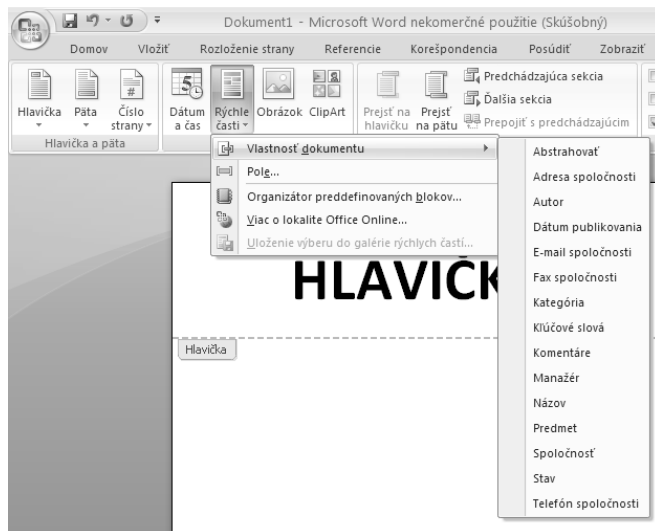 Dokument1 - Microsoft Word nekomerčné použitie (Skúšobný)
Domov Vložiť Rozloženie strany Referencie Korešpondencia Posúdiť Zobraziť
Hlavička
Päta
Číslo strany
Hlavička a päta
Dátum a čas
Rýchle časti
Obrázok
ClipArt
Prejsť na hlavičku
Prejsť na pätu
Predchádzajúca sekcia
Ďalšia sekcia
Prepojiť s predchádzajúcim
Vlastnosť dokumentu
Pole...
Organizátor preddefinovaných blokov...
Viac o lokalite Office Online...
Uloženie výberu do galérie rýchlych častí...
Abstrahovať
Adresa spoločnosti
Autor
Dátum publikovania
E-mail spoločnosti
Fax spoločnosti
Kategória
Kľúčové slová
Komentáre
Manažér
Názov
Predmet
Spoločnosť
Stav
Telefón spoločnosti
HLAVIČK
Hlavička